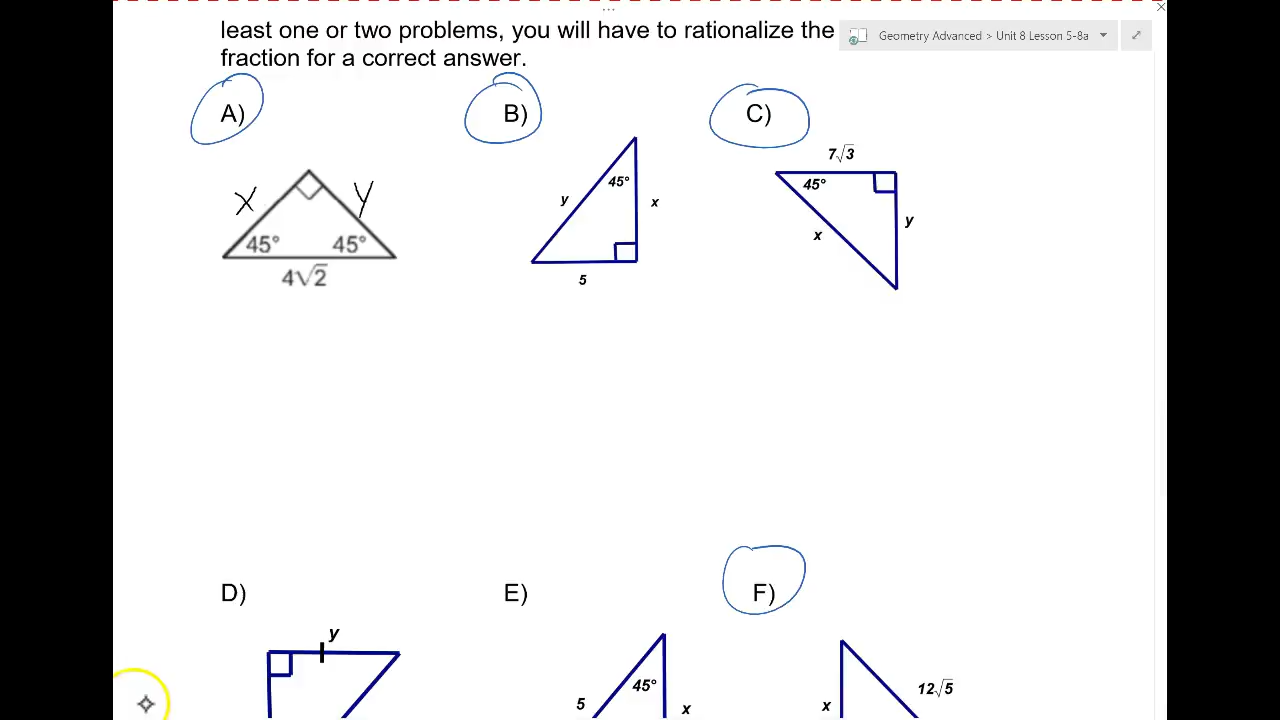 least one or two problems, you will have to rationalize the
fraction for a correct answer.
Geometry Advanced > Unit 8 Lesson 5-8a
A)
B)
C)
x
y
45°
45°
4√2
45°
y
x
5
7√3
45°
x
y
D)
E)
F)
y
45°
5
x
12√5
x